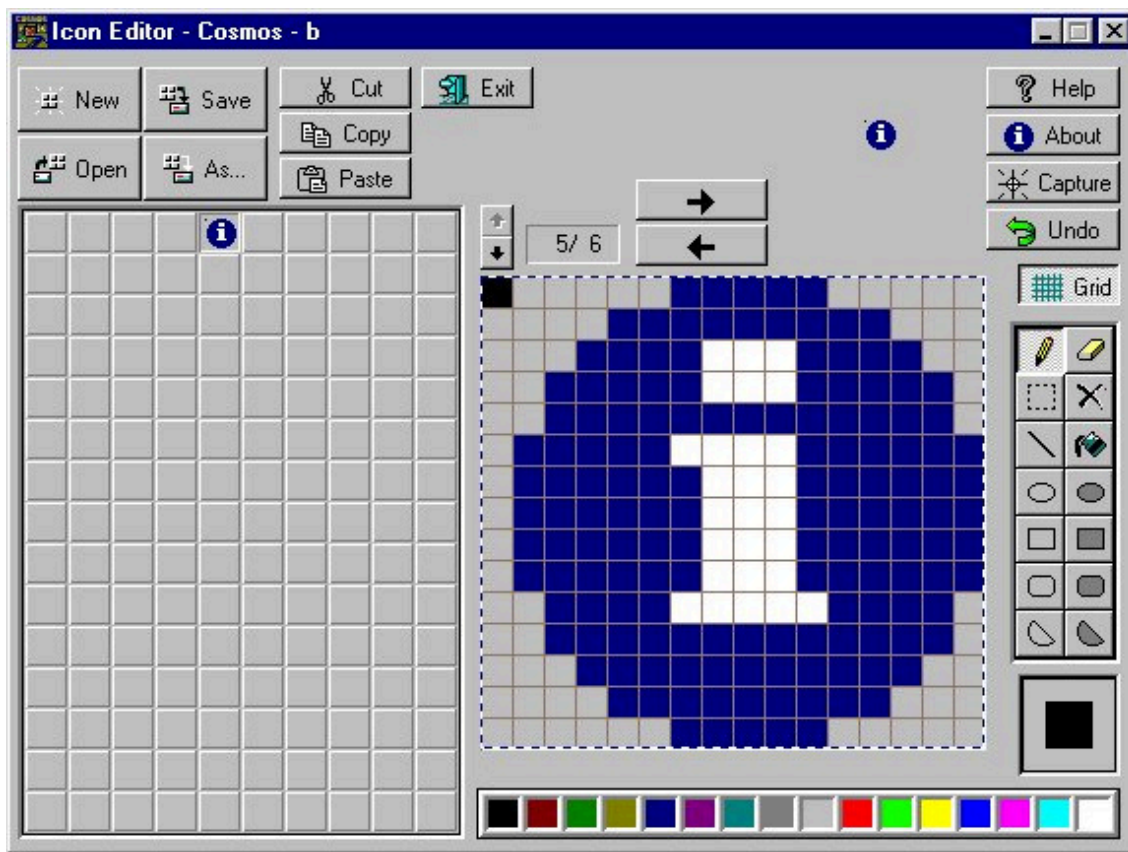 Icon Editor - Cosmos - b
New
Save
Cut
Exit
Help
Copy
About
Open
As...
Paste
Capture
5/ 6
Undo
Grid